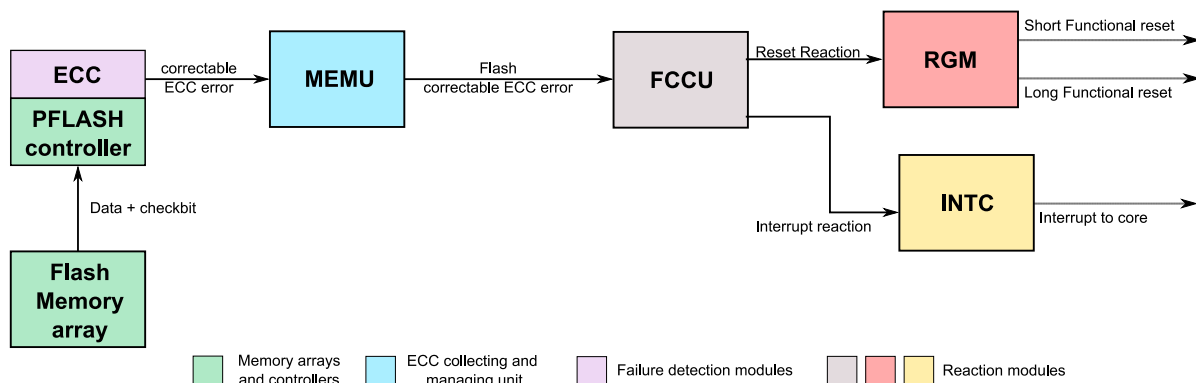 ECC
PFLASH
controller
Data + checkbit
Flash
Memory
array
correctable
ECC error
MEMU
Flash
correctable ECC error
FCCU
Reset Reaction
RGM
Short Functional reset
Long Functional reset
Interrupt reaction
INTC
Interrupt to core
Memory arrays
and controllers
ECC collecting and
managing unit
Failure detection modules
Reaction modules